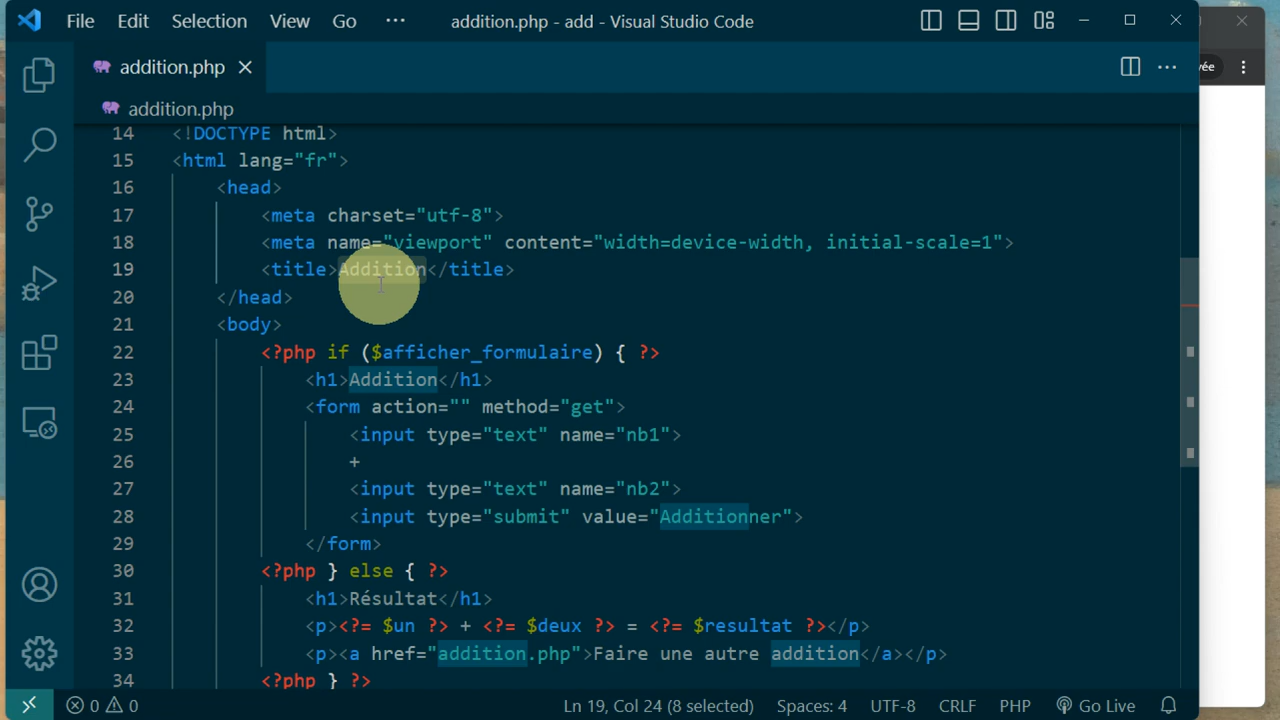 File Edit Selection View Go ··· addition.php - add - Visual Studio Code
addition.php
ée
addition.php
14 <!DOCTYPE html>
15 <html lang="fr">
16 <head>
17 <meta charset="utf-8">
18 <meta name="viewport" content="width=device-width, initial-scale=1">
19 <title>Addition</title>
20 </head>
21 <body>
22 <?php if ($afficher_formulaire) { ?>
23 <h1>Addition</h1>
24 <form action="" method="get">
25 <input type="text" name="nb1">
26 +
27 <input type="text" name="nb2">
28 <input type="submit" value="Additionner">
29 </form>
30 <?php } else { ?>
31 <h1>Résultat</h1>
32 <p><?= $un ?> + <?= $deux ?> = <?= $resultat ?></p>
33 <p><a href="addition.php">Faire une autre addition</a></p>
34 <?php } ?>
0 0 Ln 19, Col 24 (8 selected) Spaces: 4 UTF-8 CRLF PHP Go Live